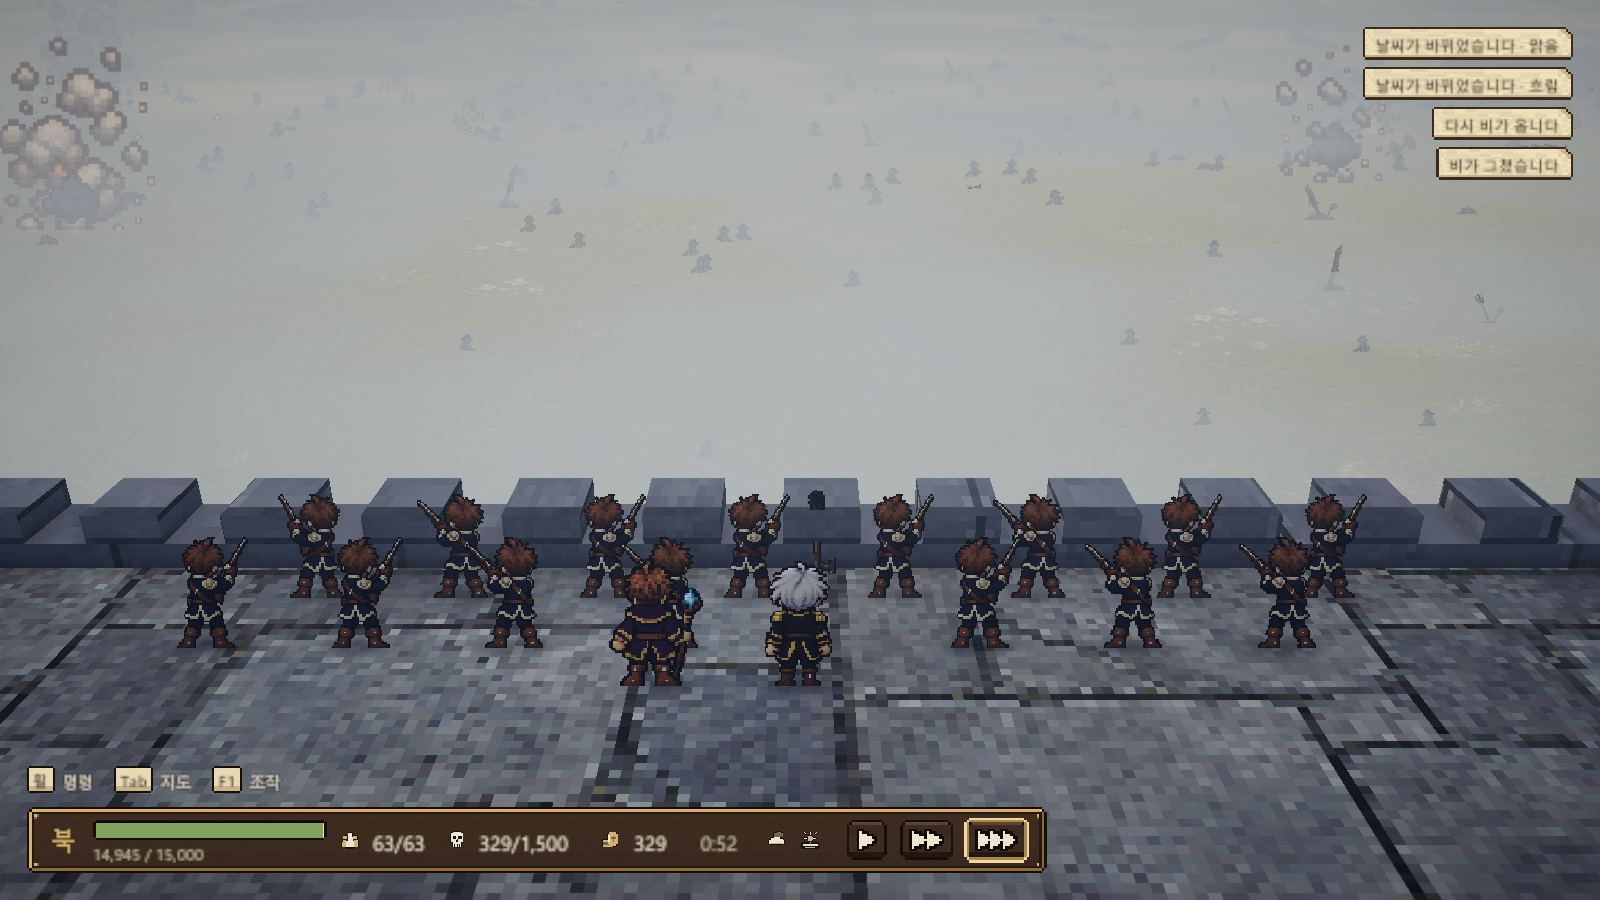 날씨가 바뀌었습니다 · 맑음
날씨가 바뀌었습니다 · 흐림
다시 비가 옵니다
비가 그쳤습니다
휠 명령 Tab 지도 F1 조작
북 14,945 / 15,000 63/63 329/1,500 329 0:52